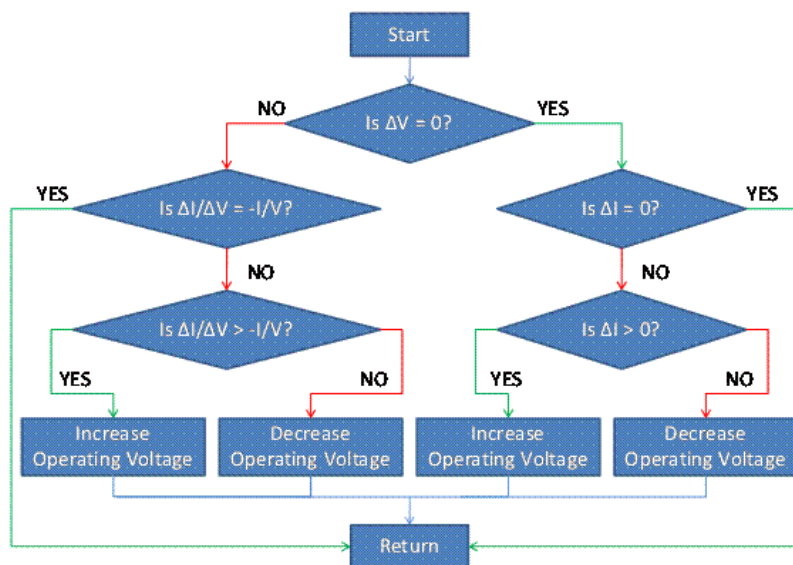 Start
NO
YES
Is ΔV = 0?
YES
Is ΔI/ΔV = -I/V?
Is ΔI = 0?
YES
NO
NO
Is ΔI/ΔV > -I/V?
Is ΔI > 0?
YES
NO
YES
NO
Increase
Operating Voltage
Decrease
Operating Voltage
Increase
Operating Voltage
Decrease
Operating Voltage
Return